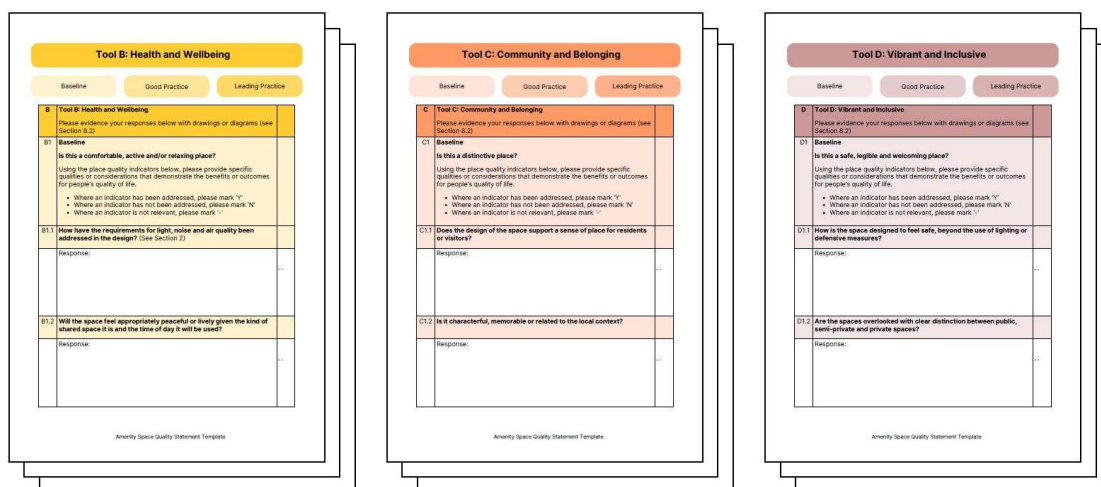 Tool B: Health and Wellbeing
Baseline Good Practice Leading Practice
B Tool B: Health and Wellbeing
Please evidence your responses below with drawings or diagrams (see
Section 8.2)
B1 Baseline
Is this a comfortable, active and/or relaxing place?
Using the place quality indicators below, please provide specific
qualities or considerations that demonstrate the benefits or outcomes
for people's quality of life.
• Where an indicator has been addressed, please mark 'Y'
• Where an indicator has not been addressed, please mark 'N'
• Where an indicator is not relevant, please mark '-'
B1.1 How have the requirements for light, noise and air quality been
addressed in the design? (See Section 2)
Response:
--
B1.2 Will the space feel appropriately peaceful or lively given the kind of
shared space it is and the time of day it will be used?
Response:
--
Amenity Space Quality Statement Template
Tool C: Community and Belonging
Baseline Good Practice Leading Practice
C Tool C: Community and Belonging
Please evidence your responses below with drawings or diagrams (see
Section 8.2)
C1 Baseline
Is this a distinctive place?
Using the place quality indicators below, please provide specific
qualities or considerations that demonstrate the benefits or outcomes
for people's quality of life.
• Where an indicator has been addressed, please mark 'Y'
• Where an indicator has not been addressed, please mark 'N'
• Where an indicator is not relevant, please mark '-'
C1.1 Does the design of the space support a sense of place for residents
or visitors?
Response:
--
C1.2 Is it characterful, memorable or related to the local context?
Response:
--
Amenity Space Quality Statement Template
Tool D: Vibrant and Inclusive
Baseline Good Practice Leading Practice
D Tool D: Vibrant and Inclusive
Please evidence your responses below with drawings or diagrams (see
Section 8.2)
D1 Baseline
Is this a safe, legible and welcoming place?
Using the place quality indicators below, please provide specific
qualities or considerations that demonstrate the benefits or outcomes
for people's quality of life.
• Where an indicator has been addressed, please mark 'Y'
• Where an indicator has not been addressed, please mark 'N'
• Where an indicator is not relevant, please mark '-'
D1.1 How is the space designed to feel safe, beyond the use of lighting or
defensive measures?
Response:
--
D1.2 Are the spaces overlooked with clear distinction between public,
semi-private and private spaces?
Response:
--
Amenity Space Quality Statement Template